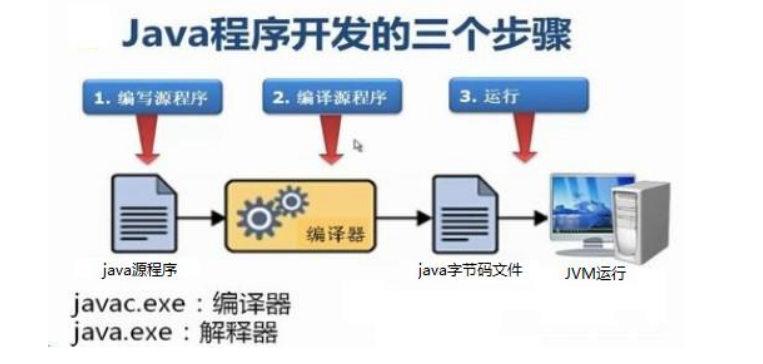 Java程序开发的三个步骤
1. 编写源程序
2. 编译源程序
3. 运行
编译器
java源程序
java字节码文件
JVM运行
javac.exe：编译器
java.exe：解释器